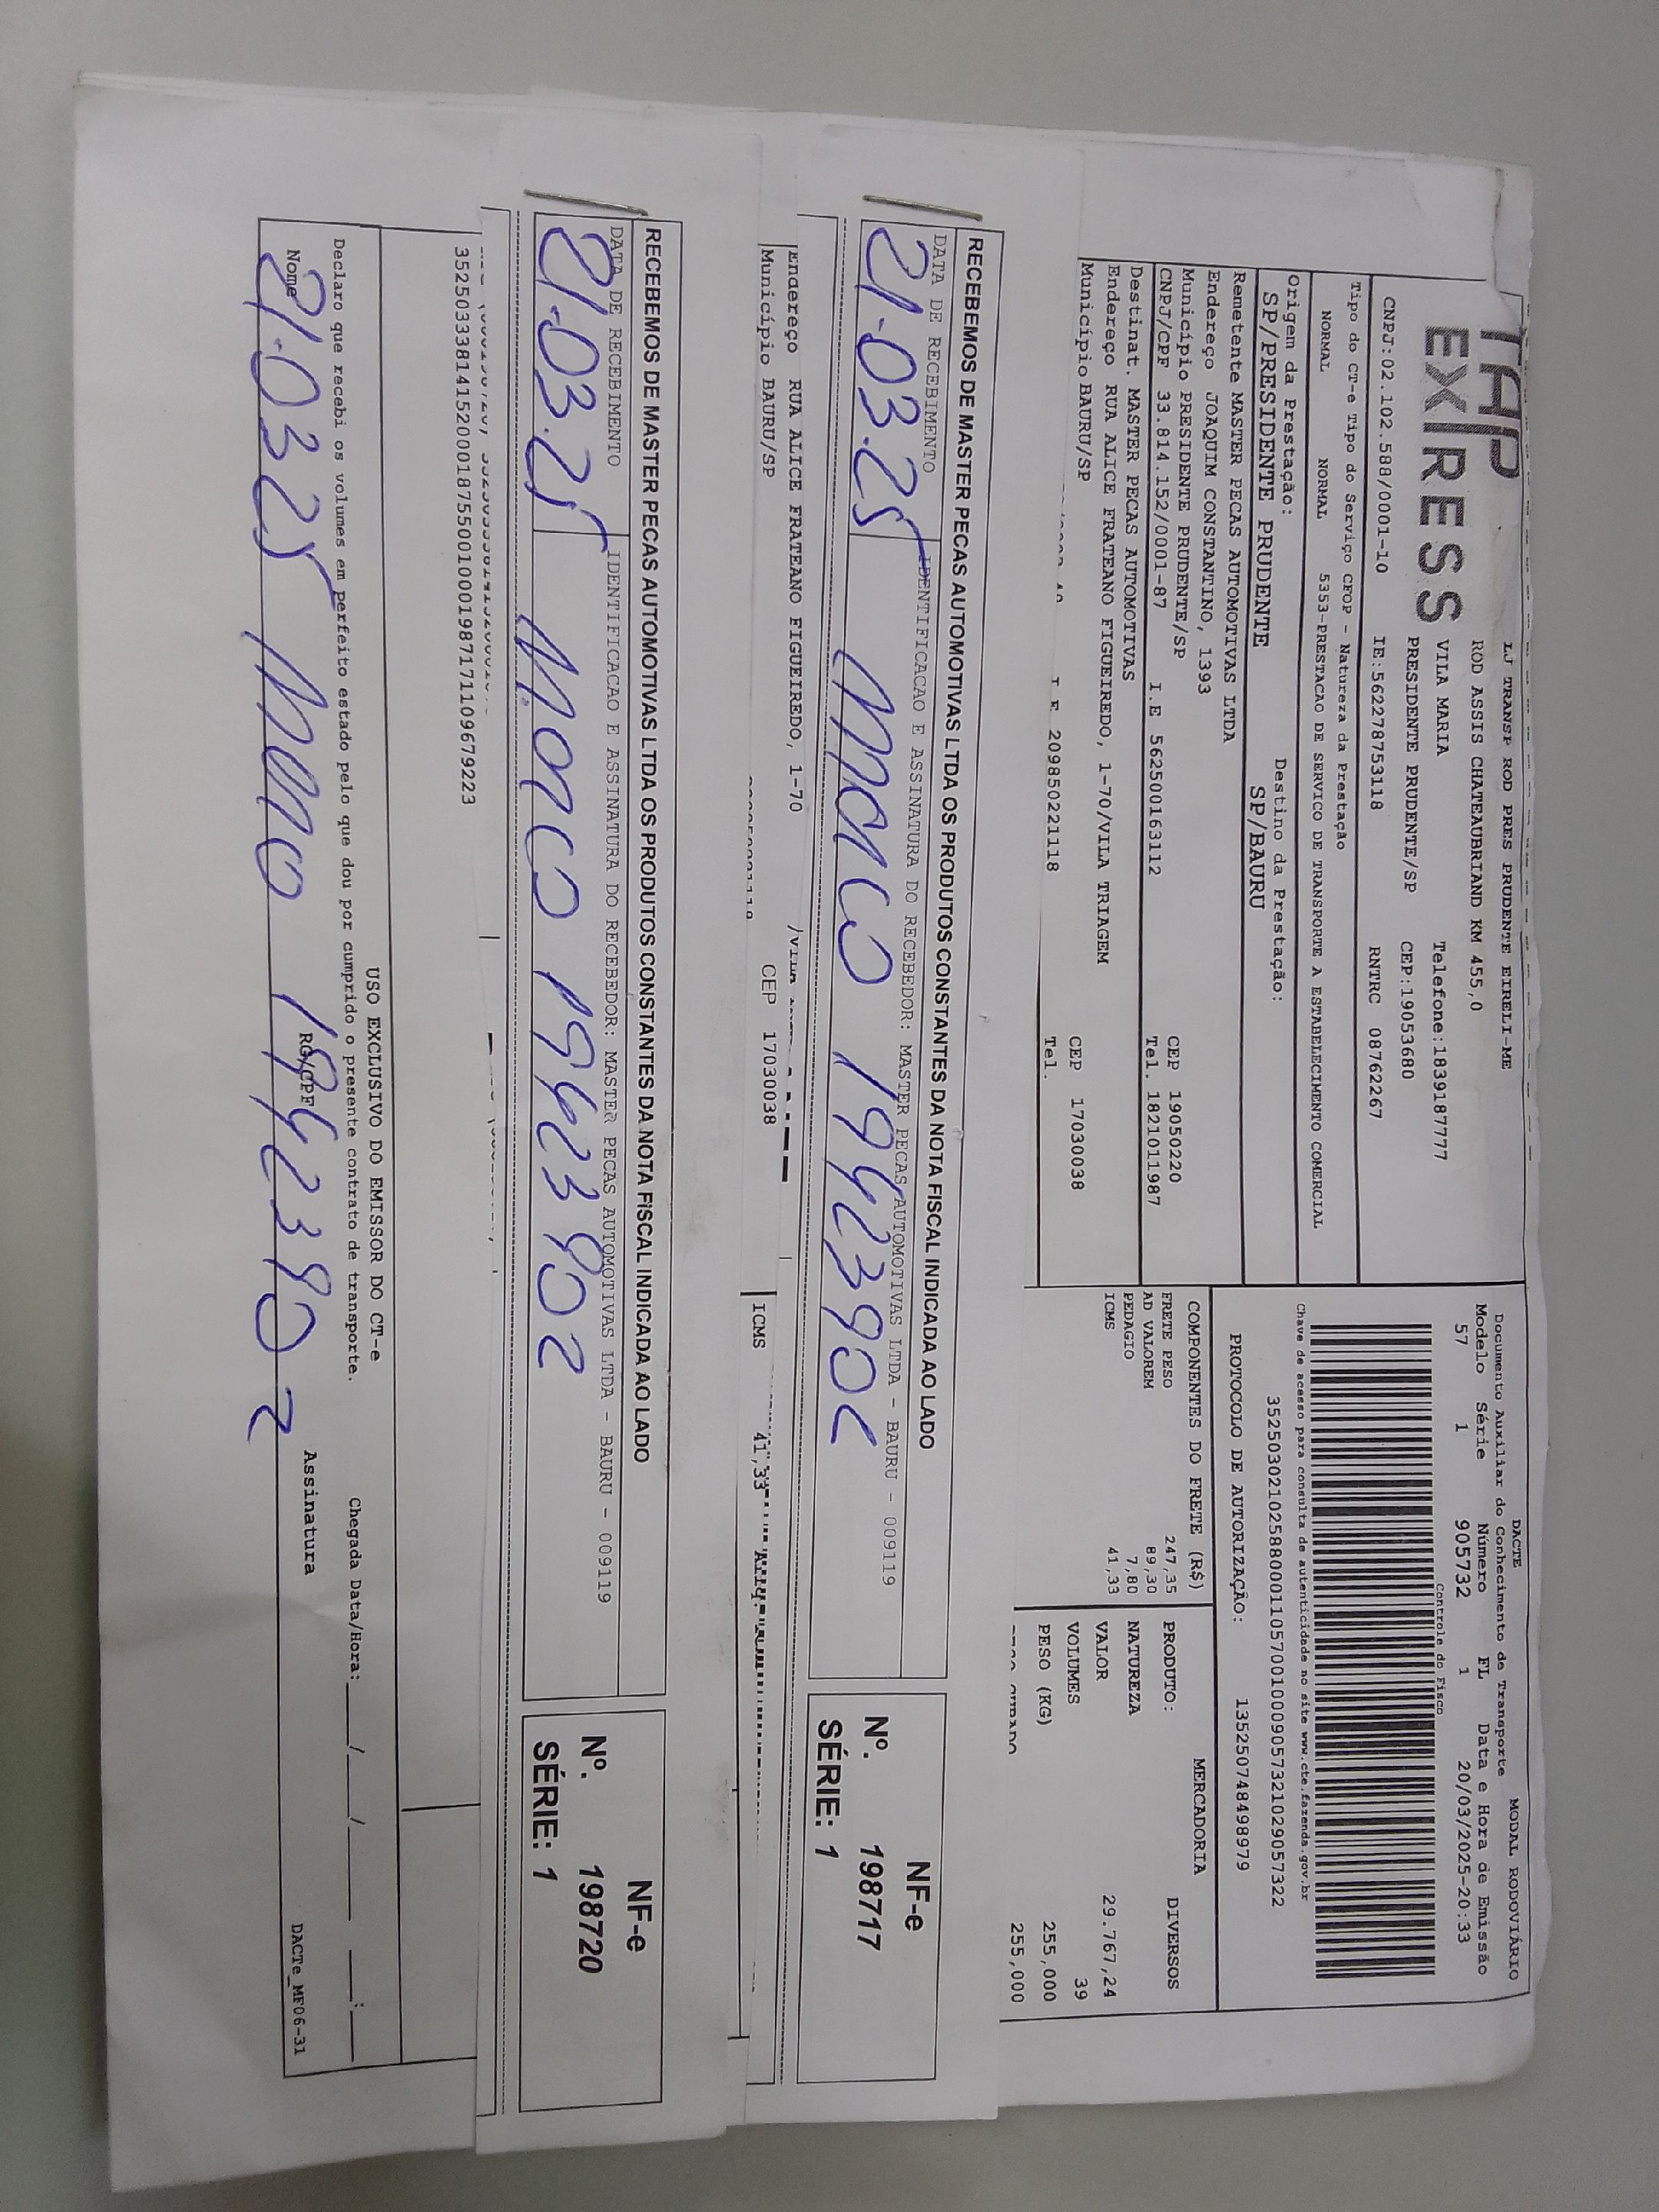 TAP EXPRESS
LJ TRANSP ROD PRES PRUDENTE EIRELI-ME
ROD ASSIS CHATEAUBRIAND KM 455,0
VILA MARIA Telefone:1839187777
PRESIDENTE PRUDENTE/SP CEP:19053680
CNPJ:02.102.588/0001-10 IE:562278753118 RNTRC 08762267
Tipo do CT-e Tipo do Serviço CFOP - Natureza da Prestação
NORMAL NORMAL 5353-PRESTACAO DE SERVICO DE TRANSPORTE A ESTABELECIMENTO COMERCIAL
Origem da Prestação: Destino da Prestação:
SP/PRESIDENTE PRUDENTE SP/BAURU
Remetente MASTER PECAS AUTOMOTIVAS LTDA
Endereço JOAQUIM CONSTANTINO, 1393
Município PRESIDENTE PRUDENTE/SP CEP 19050220
CNPJ/CPF 33.814.152/0001-87 I.E 562500163112 Tel. 1821011987
Destinat. MASTER PECAS AUTOMOTIVAS
Endereço RUA ALICE FRATEANO FIGUEIREDO, 1-70/VILA TRIAGEM
Município BAURU/SP CEP 17030038
I.E 209850221118 Tel.
DACTE MODAL RODOVIÁRIO
Documento Auxiliar do Conhecimento de Transporte
Modelo Série Número FL Data e Hora de Emissão
57 1 905732 1 20/03/2025-20:33
Controle do Fisco
Chave de acesso para consulta de autenticidade no site www.cte.fazenda.gov.br
35250302102588000110570010009057321029057322
PROTOCOLO DE AUTORIZAÇÃO: 135250748498979
COMPONENTES DO FRETE (R$)
FRETE PESO 247,35
AD VALOREM 89,30
PEDAGIO 7,80
ICMS 41,33
MERCADORIA
PRODUTO: DIVERSOS
NATUREZA
VALOR 29.767,24
VOLUMES 39
PESO (KG) 255,000
255,000
RECEBEMOS DE MASTER PECAS AUTOMOTIVAS LTDA OS PRODUTOS CONSTANTES DA NOTA FISCAL INDICADA AO LADO
DATA DE RECEBIMENTO IDENTIFICACAO E ASSINATURA DO RECEBEDOR: MASTER PECAS AUTOMOTIVAS LTDA - BAURU - 009119
21.03.25
NF-e
Nº. 198717
SÉRIE: 1
Endereço RUA ALICE FRATEANO FIGUEIREDO, 1-70
Município BAURU/SP CEP 17030038 ICMS 41,33
RECEBEMOS DE MASTER PECAS AUTOMOTIVAS LTDA OS PRODUTOS CONSTANTES DA NOTA FISCAL INDICADA AO LADO
DATA DE RECEBIMENTO IDENTIFICACAO E ASSINATURA DO RECEBEDOR: MASTER PECAS AUTOMOTIVAS LTDA - BAURU - 009119
21.03.25
NF-e
Nº. 198720
SÉRIE: 1
35250333814152000187550010001987171109679223
USO EXCLUSIVO DO EMISSOR DO CT-e
Declaro que recebi os volumes em perfeito estado pelo que dou por cumprido o presente contrato de transporte. Chegada Data/Hora:___/___/_____ ___:___
Nome RG/CPF Assinatura
21.03.25
DACTe_MF06-31